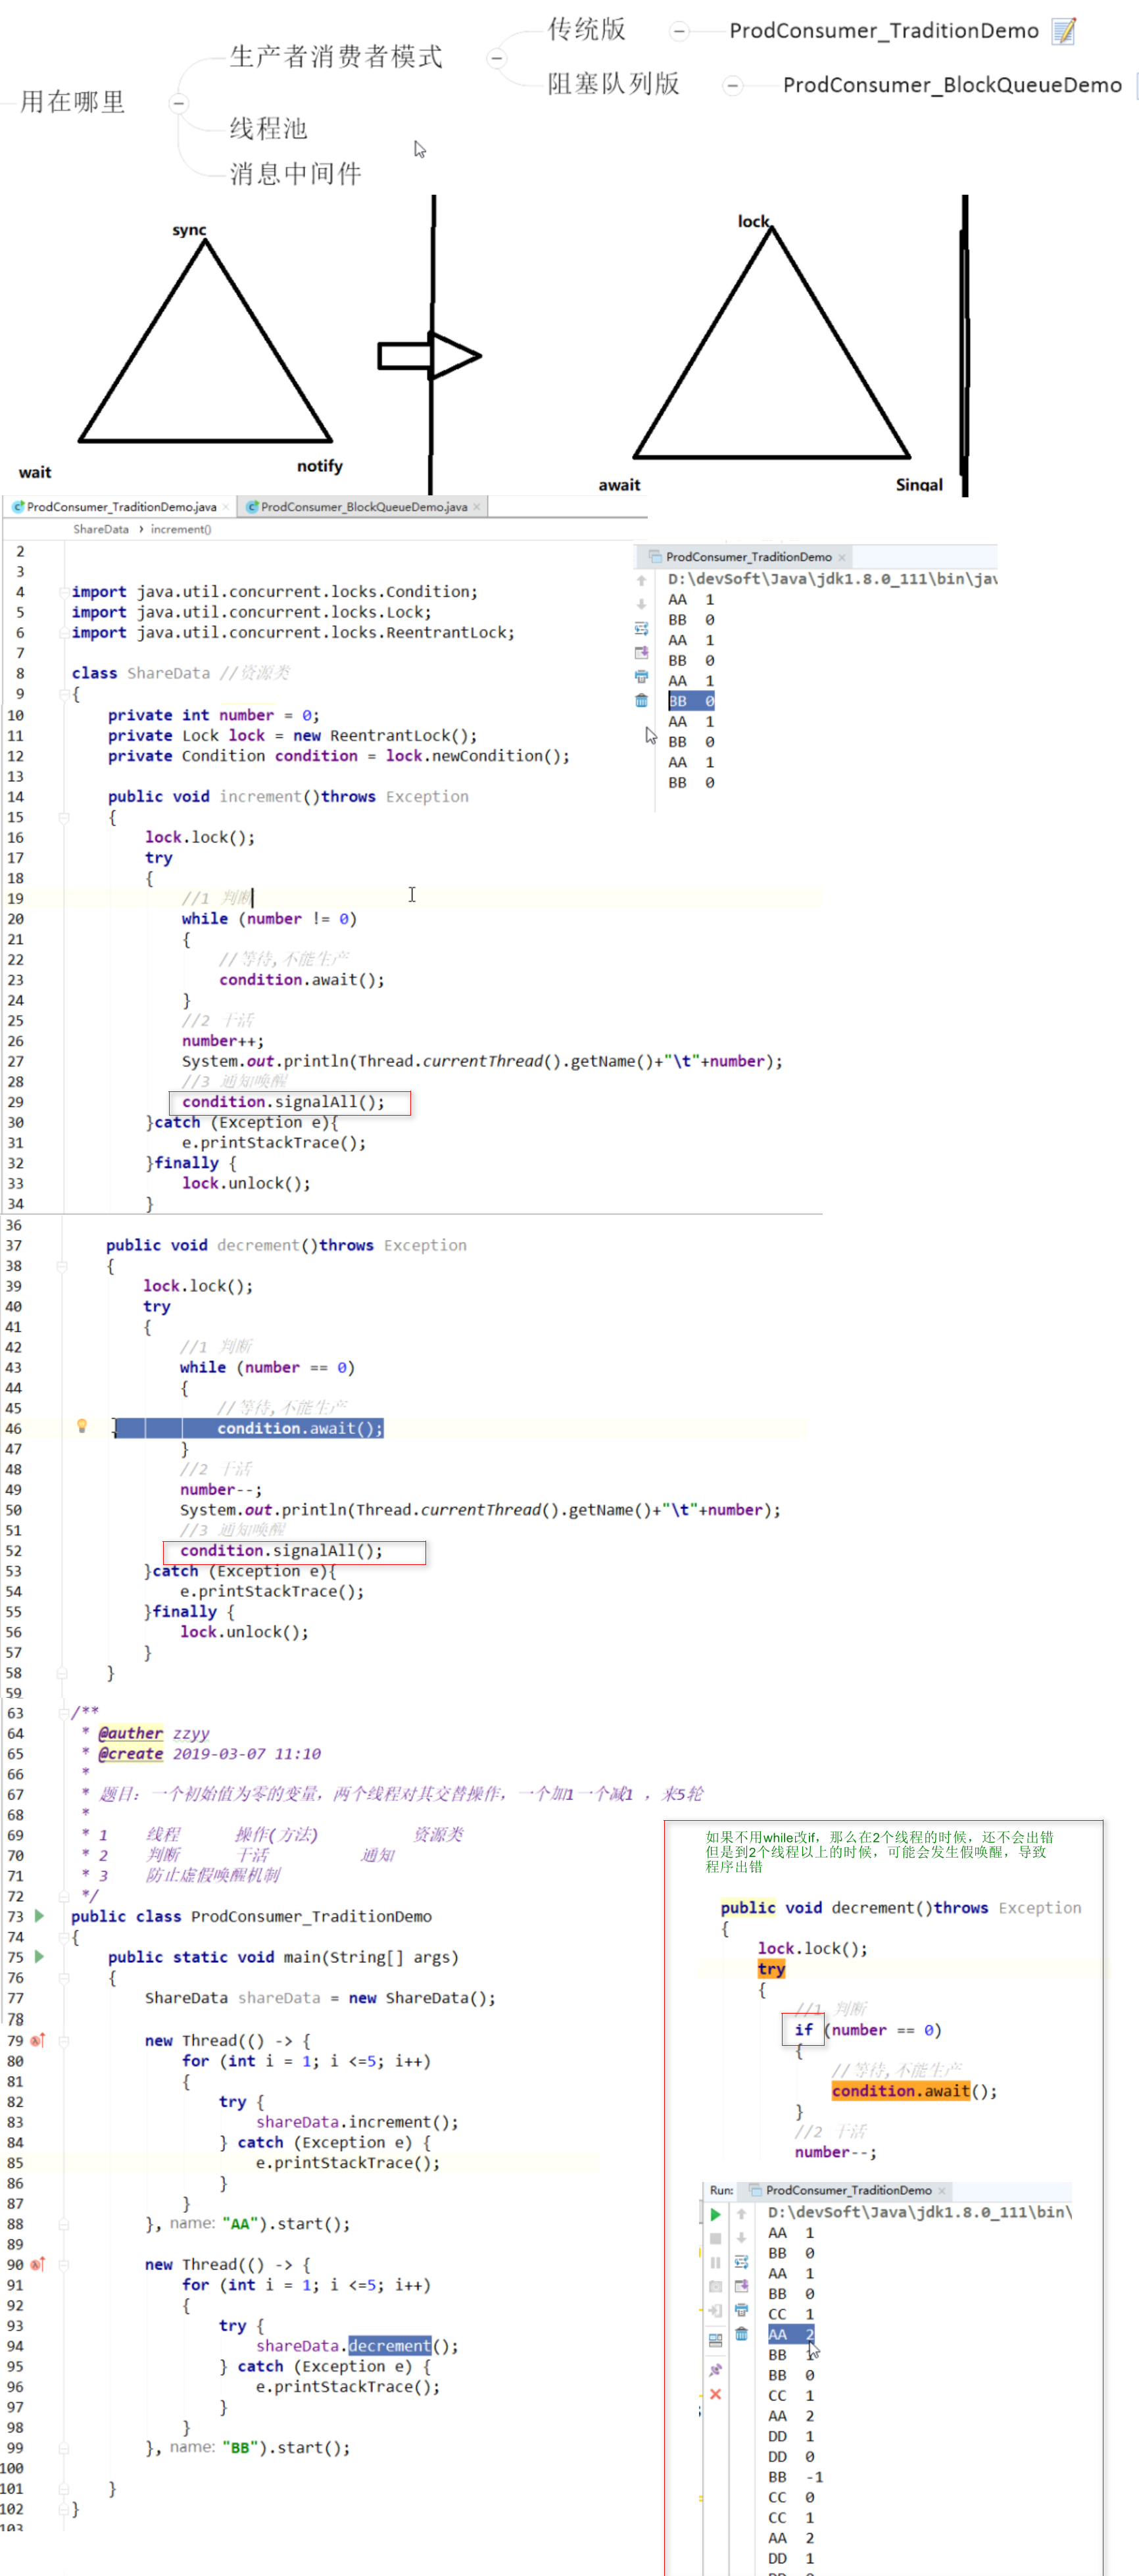 用在哪里
生产者消费者模式
传统版
ProdConsumer_TraditionDemo
阻塞队列版
ProdConsumer_BlockQueueDemo
线程池
消息中间件
sync
wait
notify
lock
await
Singal
ProdConsumer_TraditionDemo.java
ProdConsumer_BlockQueueDemo.java
ShareData
increment()
2
3
4 import java.util.concurrent.locks.Condition;
5 import java.util.concurrent.locks.Lock;
6 import java.util.concurrent.locks.ReentrantLock;
7
8 class ShareData //资源类
9 {
10 private int number = 0;
11 private Lock lock = new ReentrantLock();
12 private Condition condition = lock.newCondition();
13
14 public void increment()throws Exception
15 {
16 lock.lock();
17 try
18 {
19 //1 判断
20 while (number != 0)
21 {
22 //等待,不能生产
23 condition.await();
24 }
25 //2 干活
26 number++;
27 System.out.println(Thread.currentThread().getName()+"\t"+number);
28 //3 通知唤醒
29 condition.signalAll();
30 }catch (Exception e){
31 e.printStackTrace();
32 }finally {
33 lock.unlock();
34 }
ProdConsumer_TraditionDemo
D:\devSoft\Java\jdk1.8.0_111\bin\jav
AA 1
BB 0
AA 1
BB 0
AA 1
BB 0
AA 1
BB 0
AA 1
BB 0
36
37 public void decrement()throws Exception
38 {
39 lock.lock();
40 try
41 {
42 //1 判断
43 while (number == 0)
44 {
45 //等待,不能生产
46 condition.await();
47 }
48 //2 干活
49 number--;
50 System.out.println(Thread.currentThread().getName()+"\t"+number);
51 //3 通知唤醒
52 condition.signalAll();
53 }catch (Exception e){
54 e.printStackTrace();
55 }finally {
56 lock.unlock();
57 }
58 }
59
63 /**
64 * @auther zzyy
65 * @create 2019-03-07 11:10
66 *
67 * 题目: 一个初始值为零的变量, 两个线程对其交替操作, 一个加1一个减1 , 来5轮
68 *
69 * 1 线程 操作(方法) 资源类
70 * 2 判断 干活 通知
71 * 3 防止虚假唤醒机制
72 */
73 public class ProdConsumer_TraditionDemo
74 {
75 public static void main(String[] args)
76 {
77 ShareData shareData = new ShareData();
78
79 new Thread(() -> {
80 for (int i = 1; i <=5; i++)
81 {
82 try {
83 shareData.increment();
84 } catch (Exception e) {
85 e.printStackTrace();
86 }
87 }
88 }, name: "AA").start();
89
90 new Thread(() -> {
91 for (int i = 1; i <=5; i++)
92 {
93 try {
94 shareData.decrement();
95 } catch (Exception e) {
96 e.printStackTrace();
97 }
98 }
99 }, name: "BB").start();
100
101 }
102 }
103
如果不用while改if，那么在2个线程的时候，还不会出错
但是到2个线程以上的时候，可能会发生假唤醒，导致
程序出错
public void decrement()throws Exception
{
lock.lock();
try
{
//1 判断
if (number == 0)
{
//等待,不能生产
condition.await();
}
//2 干活
number--;
Run:
ProdConsumer_TraditionDemo
D:\devSoft\Java\jdk1.8.0_111\bin\
AA 1
BB 0
AA 1
BB 0
CC 1
AA 2
BB 1
BB 0
CC 1
AA 2
DD 1
DD 0
BB -1
CC 0
CC 1
AA 2
DD 1